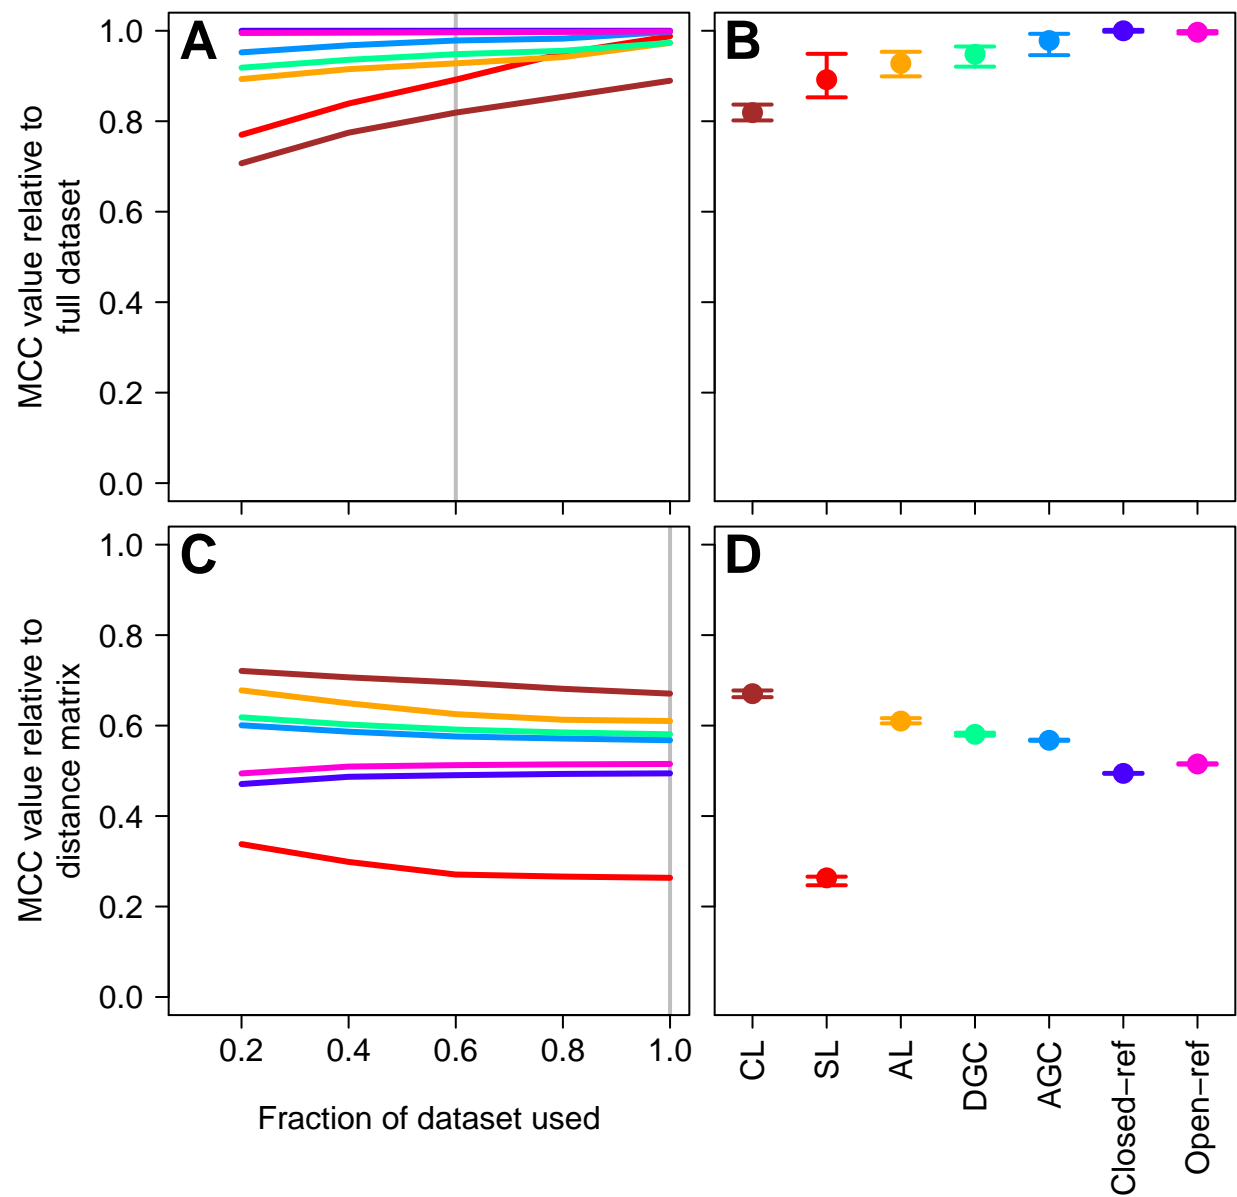 A
B
1.0
0.8
0.6
0.4
0.2
0.0
MCC value relative to
full dataset
C
D
1.0
0.8
0.6
0.4
0.2
0.0
MCC value relative to
distance matrix
0.2 0.4 0.6 0.8 1.0
Fraction of dataset used
CL
SL
AL
DGC
AGC
Closed−ref
Open−ref